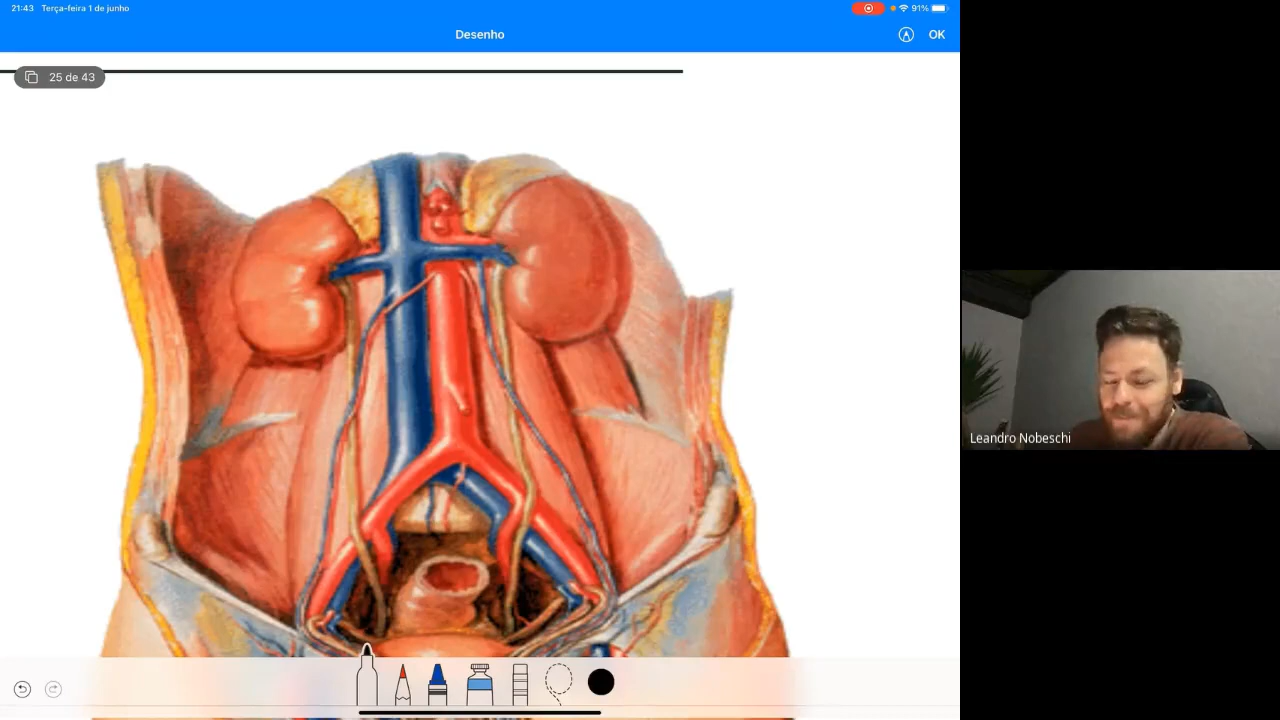 21:43 Terça-feira 1 de junho
91%
Desenho
OK
25 de 43
Leandro Nobeschi